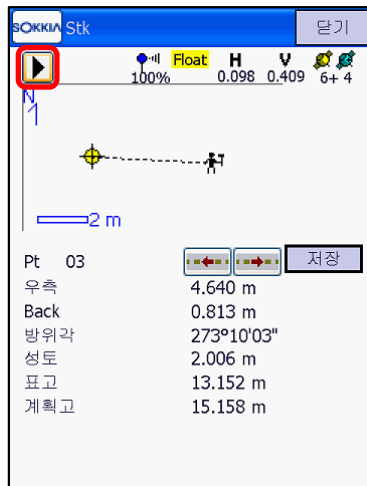 SOKKIA Stk 닫기
Float H V
100% 0.098 0.409 6+ 4
N
2 m
Pt 03 저장
우측 4.640 m
Back 0.813 m
방위각 273°10'03"
성토 2.006 m
표고 13.152 m
계획고 15.158 m